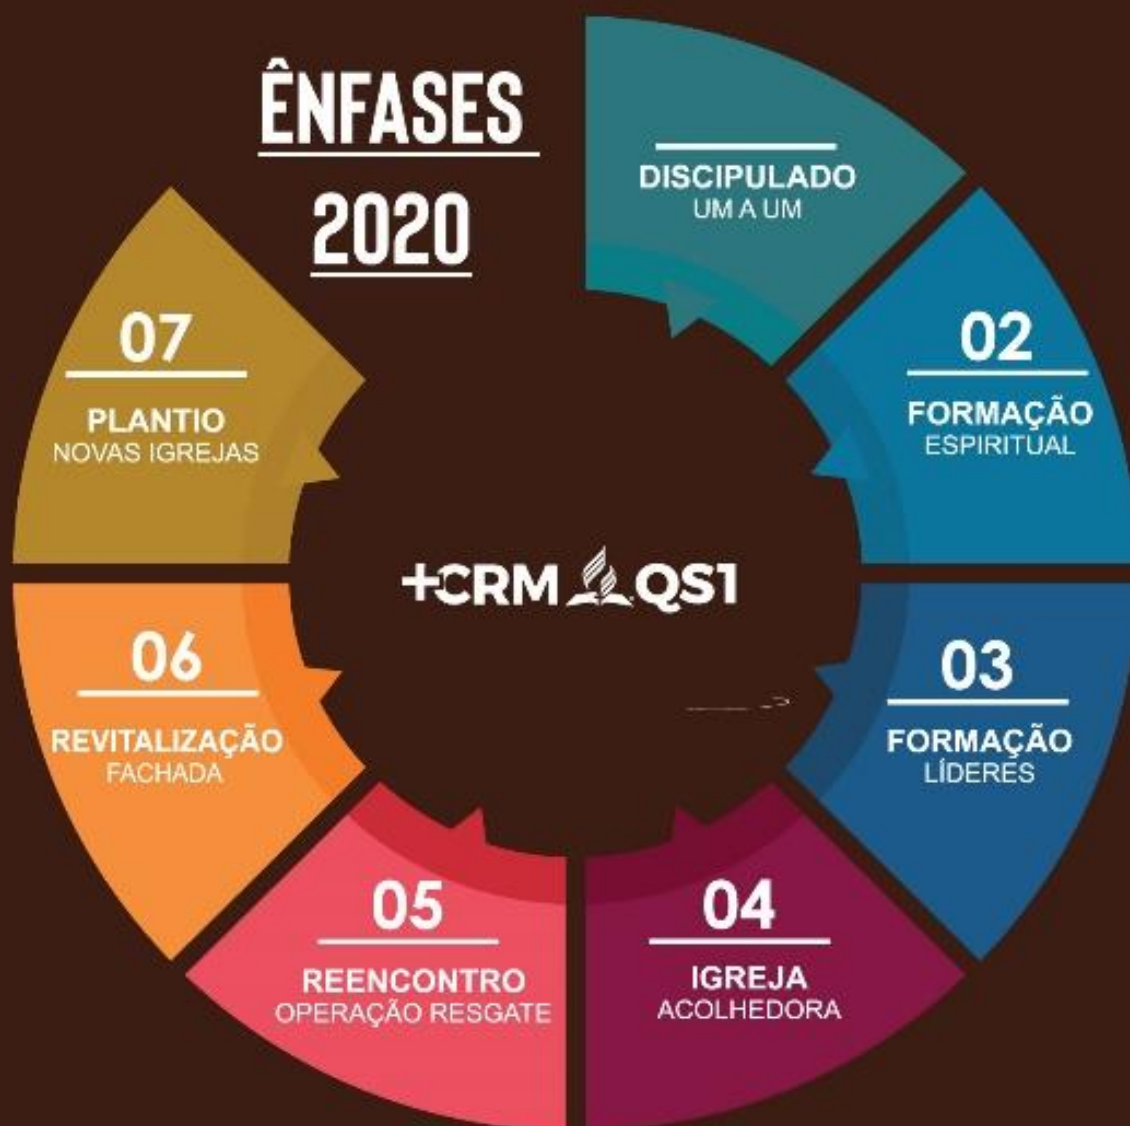 ÊNFASES
2020
DISCIPULADO
UM A UM
02
FORMAÇÃO
ESPIRITUAL
03
FORMAÇÃO
LÍDERES
04
IGREJA
ACOLHEDORA
05
REENCONTRO
OPERAÇÃO RESGATE
06
REVITALIZAÇÃO
FACHADA
07
PLANTIO
NOVAS IGREJAS
+CRM QS1